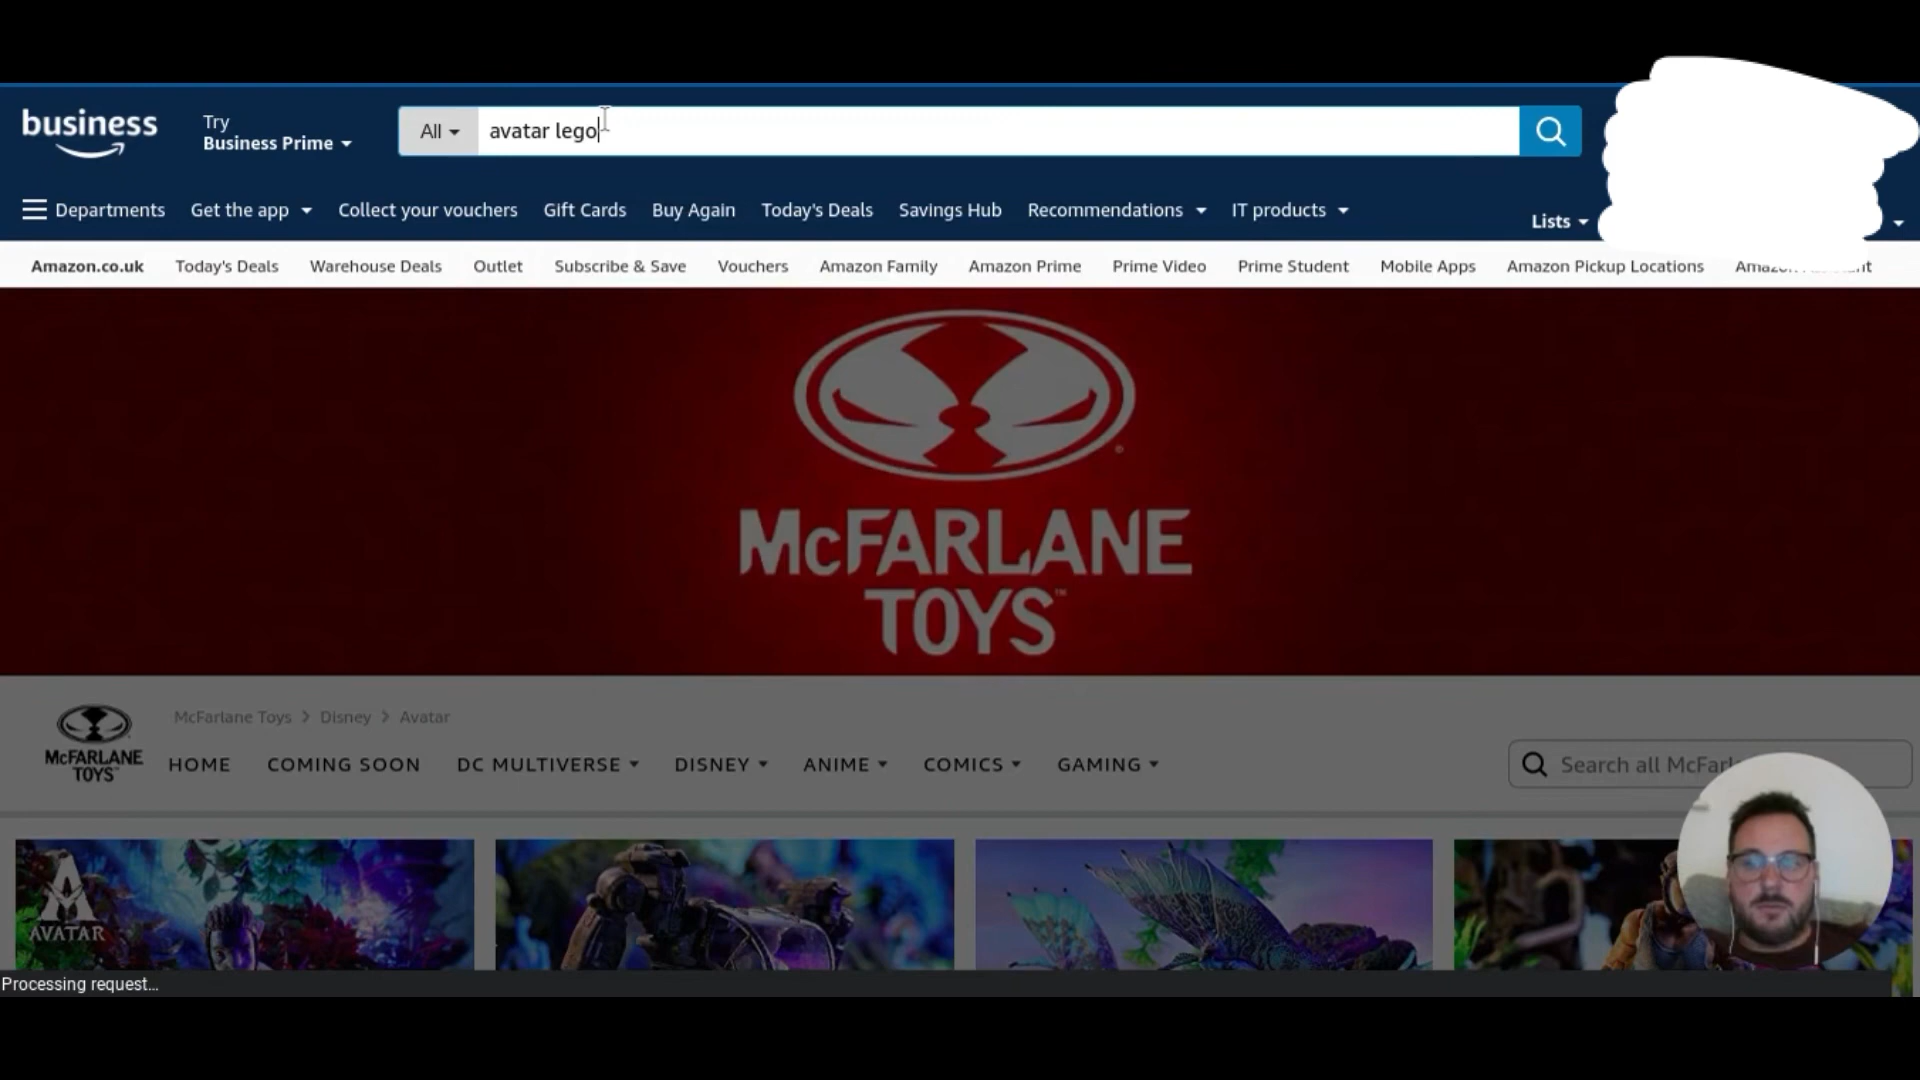 business
Try
Business Prime
All
avatar lego
Departments
Get the app
Collect your vouchers
Gift Cards
Buy Again
Today's Deals
Savings Hub
Recommendations
IT products
Lists
Amazon.co.uk
Today's Deals
Warehouse Deals
Outlet
Subscribe & Save
Vouchers
Amazon Family
Amazon Prime
Prime Video
Prime Student
Mobile Apps
Amazon Pickup Locations
McFARLANE
TOYS™
McFarlane Toys > Disney > Avatar
McFARLANE
TOYS
HOME
COMING SOON
DC MULTIVERSE
DISNEY
ANIME
COMICS
GAMING
Search all
AVATAR
Processing request...